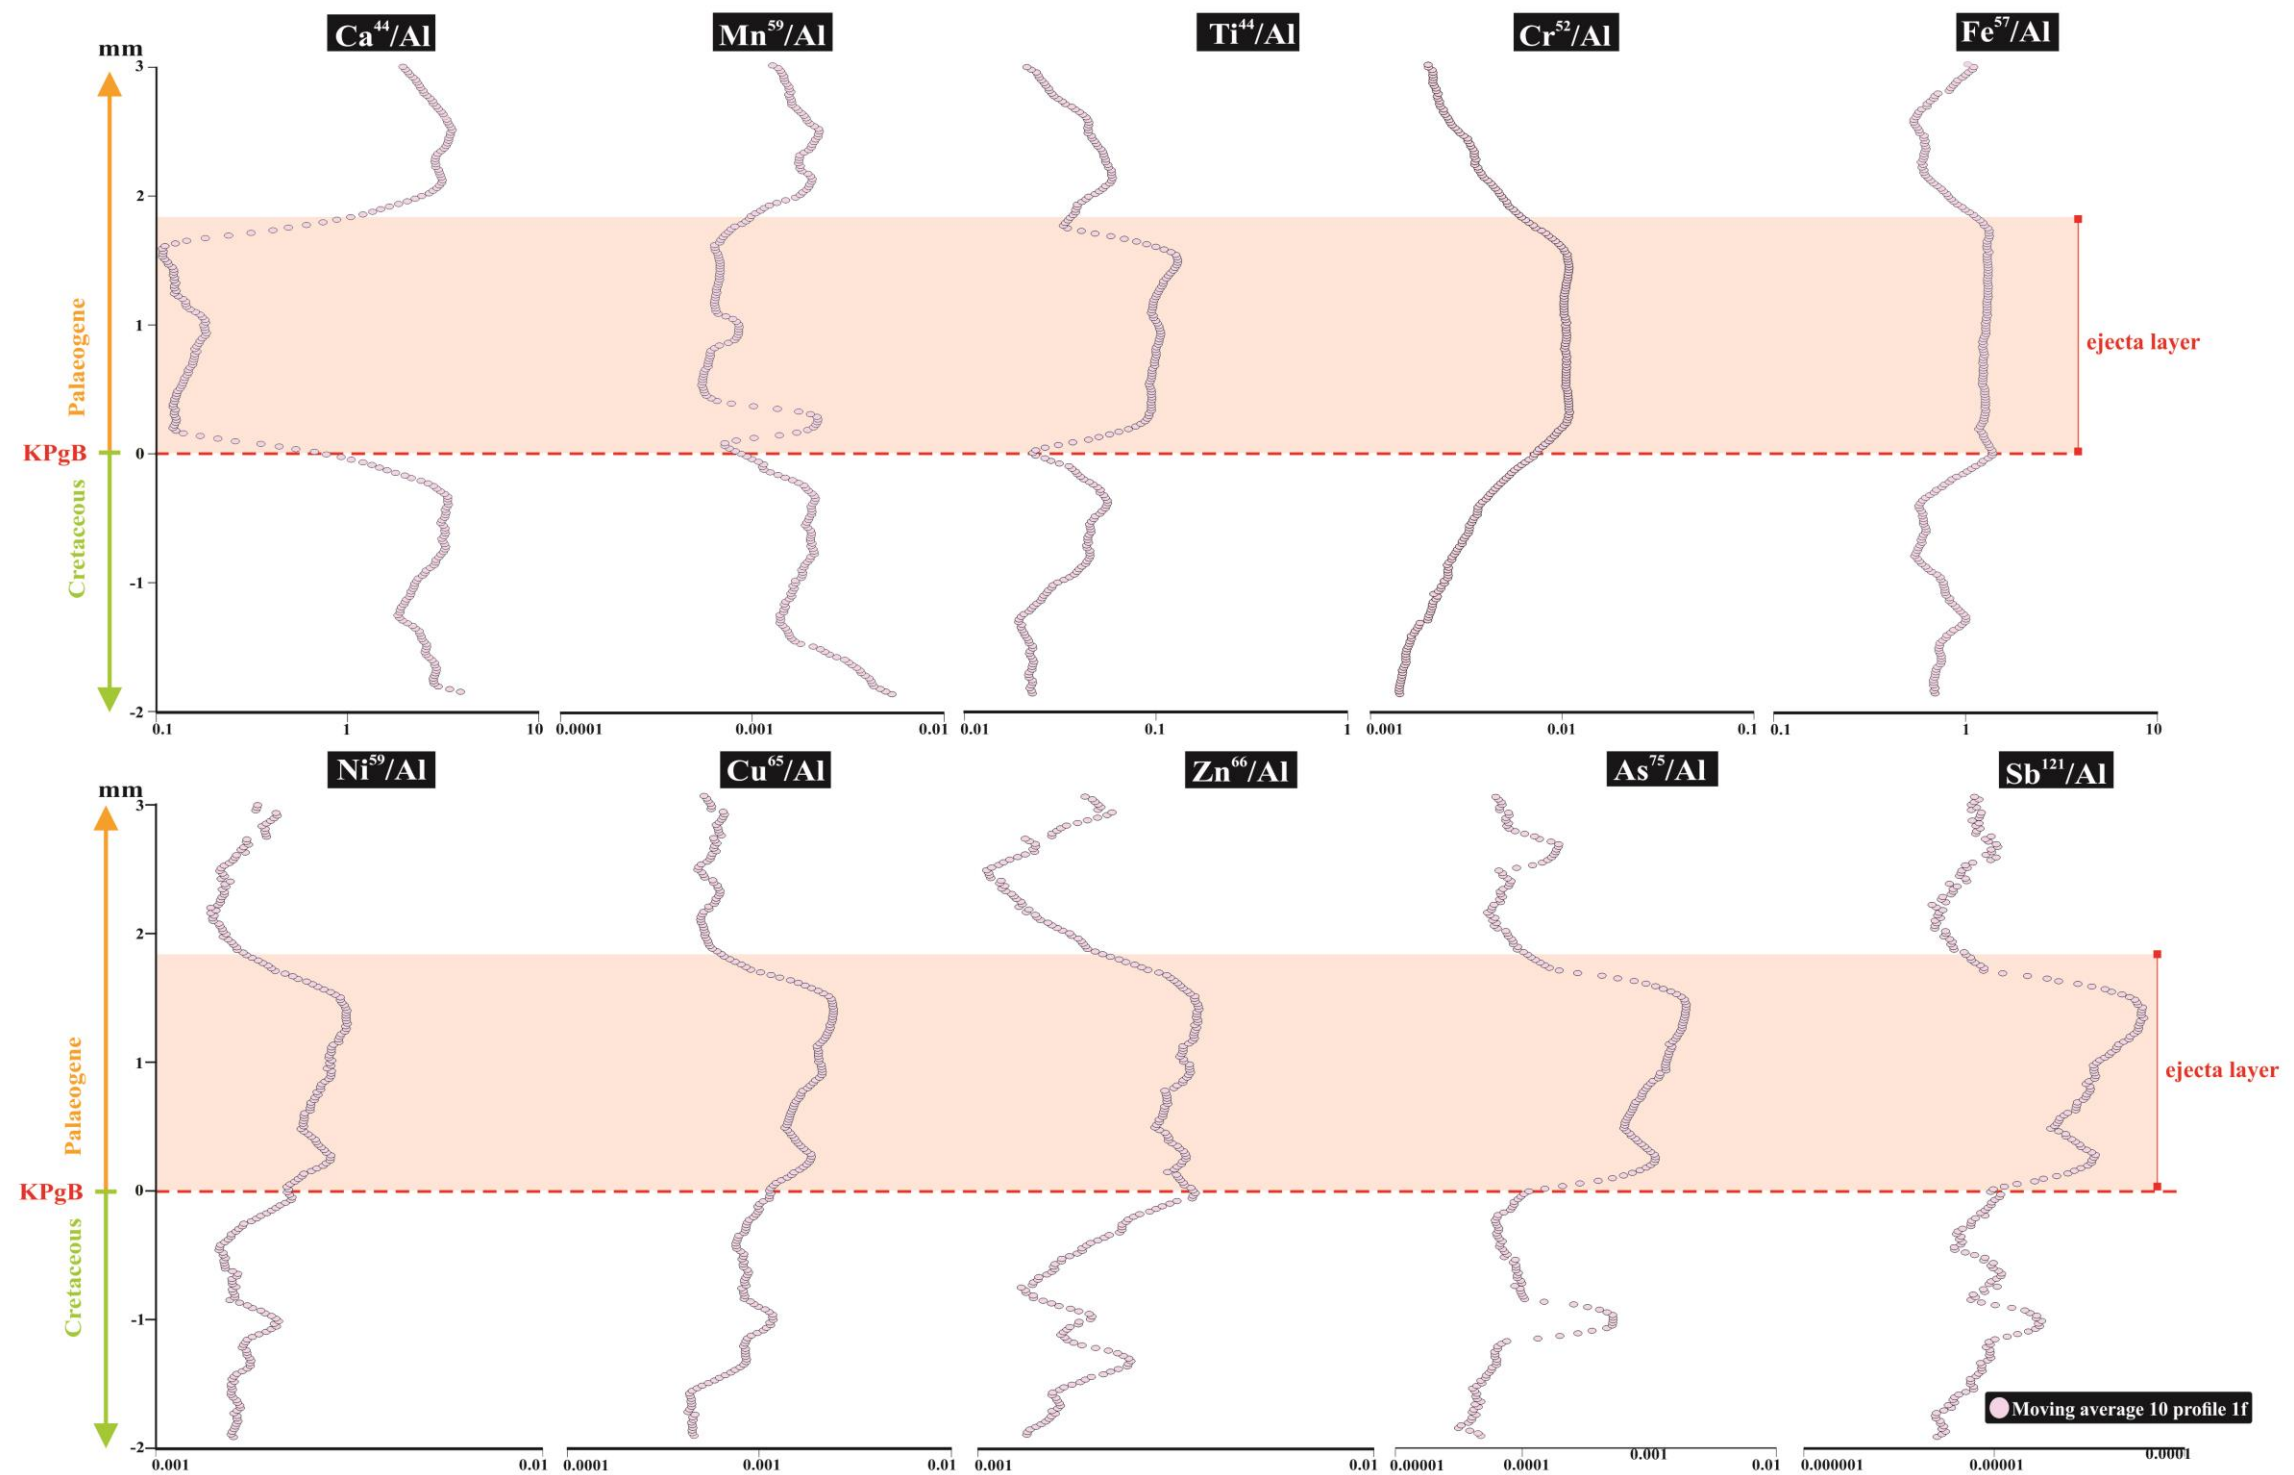 Ca⁴⁴/Al Mn⁵⁹/Al Ti⁴⁴/Al Cr⁵²/Al Fe⁵⁷/Al
mm
3
2
1
0
-1
-2
Palaeogene
KPgB
Cretaceous
ejecta layer
0.1 1 10 0.0001 0.001 0.01 0.01 0.1 1 0.001 0.01 0.1 0.1 1 10
Ni⁵⁹/Al Cu⁶⁵/Al Zn⁶⁶/Al As⁷⁵/Al Sb¹²¹/Al
mm
3
2
1
0
-1
-2
Palaeogene
KPgB
Cretaceous
ejecta layer
Moving average 10 profile 1f
0.001 0.01 0.0001 0.001 0.01 0.001 0.01 0.00001 0.0001 0.001 0.01 0.000001 0.00001 0.0001